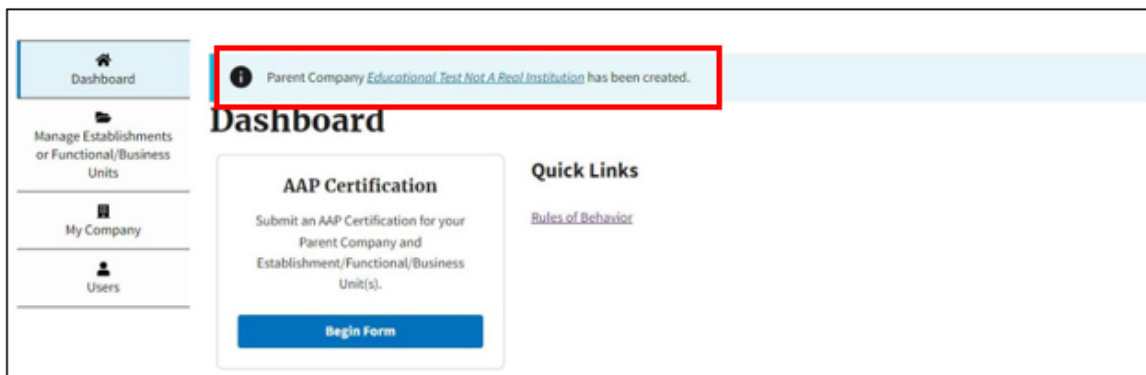 Dashboard
Manage Establishments
or Functional/Business
Units
My Company
Users
Parent Company Educational Test Not A Real Institution has been created.
Dashboard
AAP Certification
Submit an AAP Certification for your
Parent Company and
Establishment/Functional/Business
Unit(s).
Begin Form
Quick Links
Rules of Behavior